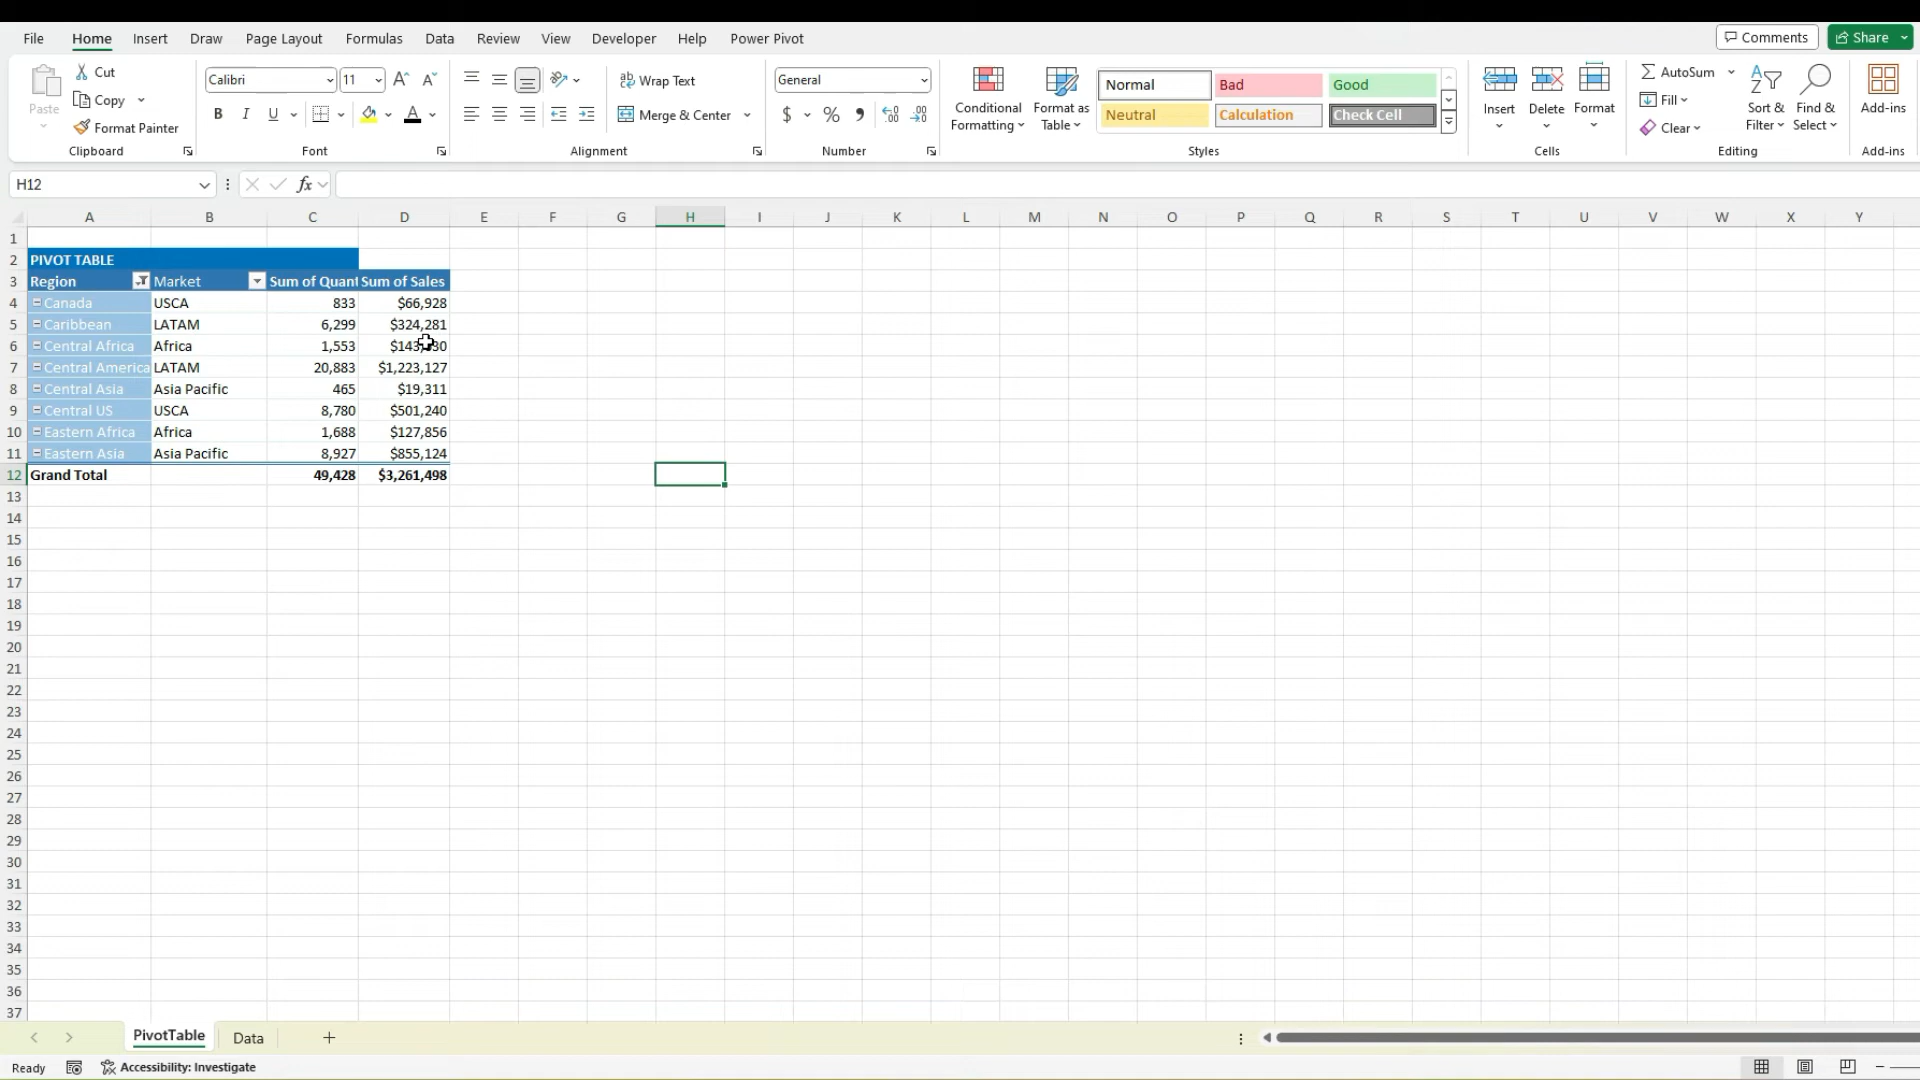 File Home Insert Draw Page Layout Formulas Data Review View Developer Help Power Pivot Comments Share
Paste Cut Copy Format Painter Clipboard
Calibri 11 B I U A Font
Wrap Text Merge & Center Alignment
General $ % Number
Conditional Formatting Format as Table Normal Bad Good Neutral Calculation Check Cell Styles
Insert Delete Format Cells
AutoSum Fill Clear Sort & Filter Find & Select Editing
Add-ins Add-ins
H12 fx
A B C D E F G H I J K L M N O P Q R S T U V W X Y
1
2 PIVOT TABLE
3 Region Market Sum of Quant Sum of Sales
4 Canada USCA 833 $66,928
5 Caribbean LATAM 6,299 $324,281
6 Central Africa Africa 1,553
7 Central America LATAM 20,883 $1,223,127
8 Central Asia Asia Pacific 465 $19,311
9 Central US USCA 8,780 $501,240
10 Eastern Africa Africa 1,688 $127,856
11 Eastern Asia Asia Pacific 8,927 $855,124
12 Grand Total 49,428 $3,261,498
13
14
15
16
17
18
19
20
21
22
23
24
25
26
27
28
29
30
31
32
33
34
35
36
37
PivotTable Data +
Ready Accessibility: Investigate